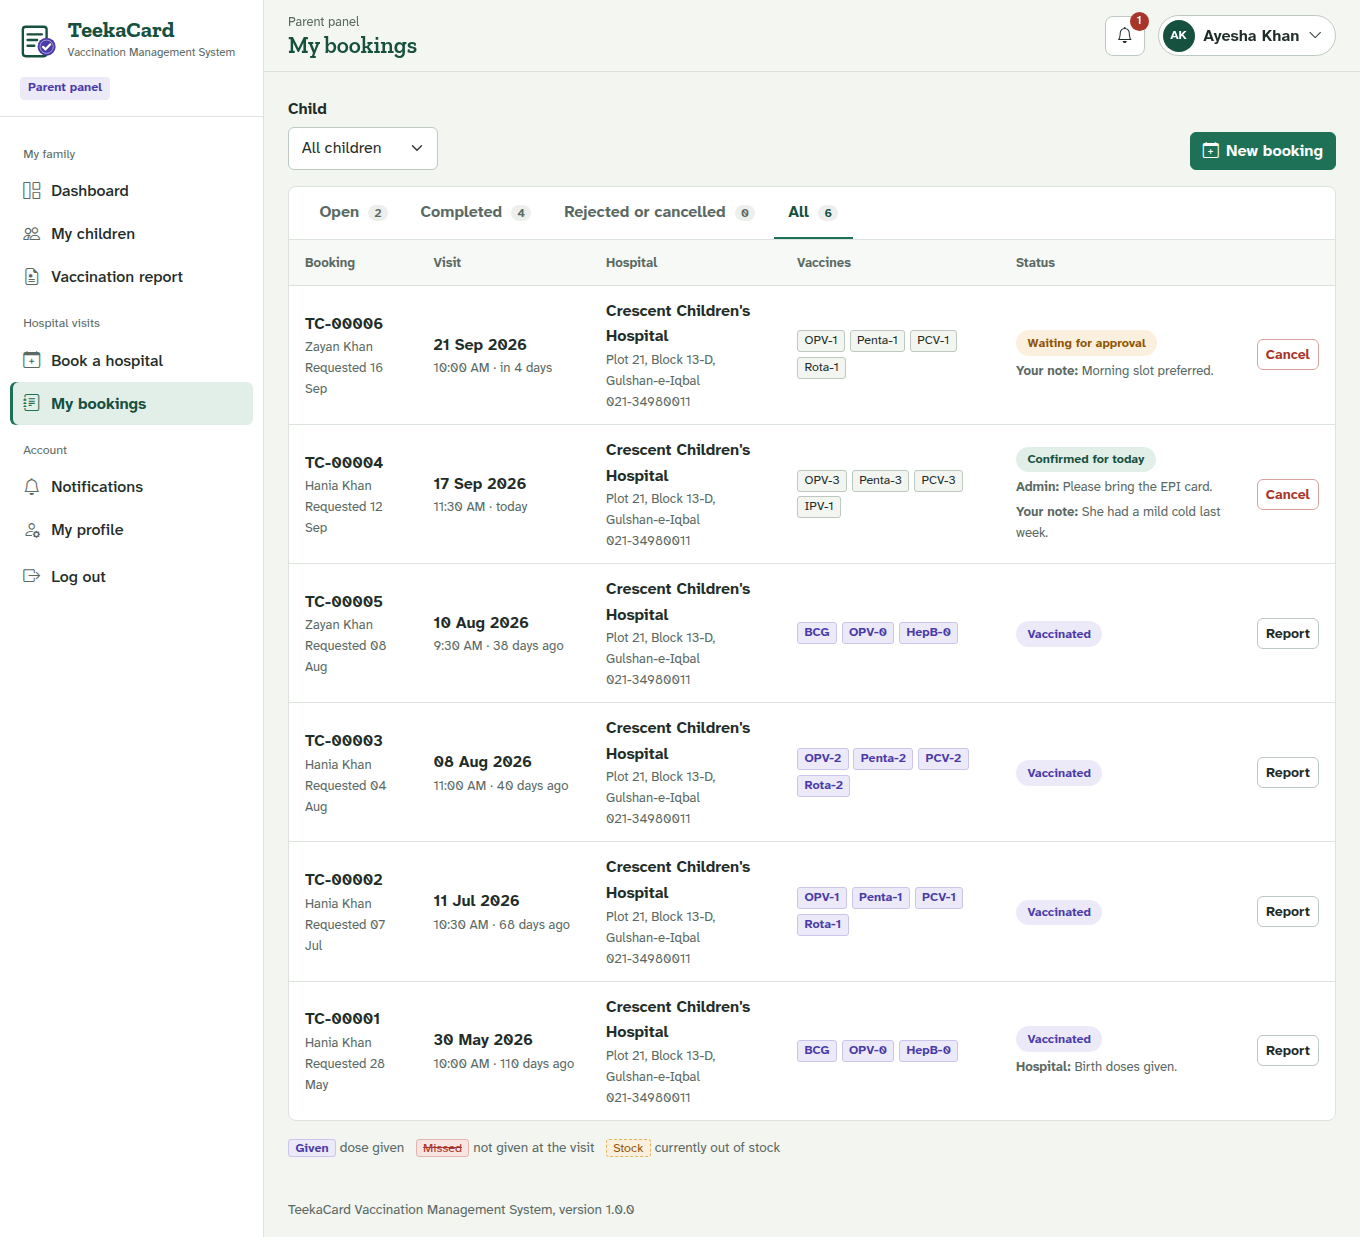 TeekaCard
Vaccination Management System
Parent panel
My family
Dashboard
My children
Vaccination report
Hospital visits
Book a hospital
My bookings
Account
Notifications
My profile
Log out
Parent panel
My bookings
1
AK Ayesha Khan
Child
All children
New booking
Open 2 Completed 4 Rejected or cancelled 0 All 6
Booking Visit Hospital Vaccines Status
TC-00006
Zayan Khan
Requested 16
Sep
21 Sep 2026
10:00 AM · in 4 days
Crescent Children's
Hospital
Plot 21, Block 13-D,
Gulshan-e-Iqbal
021-34980011
OPV-1 Penta-1 PCV-1
Rota-1
Waiting for approval
Your note: Morning slot preferred.
Cancel
TC-00004
Hania Khan
Requested 12
Sep
17 Sep 2026
11:30 AM · today
Crescent Children's
Hospital
Plot 21, Block 13-D,
Gulshan-e-Iqbal
021-34980011
OPV-3 Penta-3 PCV-3
IPV-1
Confirmed for today
Admin: Please bring the EPI card.
Your note: She had a mild cold last
week.
Cancel
TC-00005
Zayan Khan
Requested 08
Aug
10 Aug 2026
9:30 AM · 38 days ago
Crescent Children's
Hospital
Plot 21, Block 13-D,
Gulshan-e-Iqbal
021-34980011
BCG OPV-0 HepB-0
Vaccinated
Report
TC-00003
Hania Khan
Requested 04
Aug
08 Aug 2026
11:00 AM · 40 days ago
Crescent Children's
Hospital
Plot 21, Block 13-D,
Gulshan-e-Iqbal
021-34980011
OPV-2 Penta-2 PCV-2
Rota-2
Vaccinated
Report
TC-00002
Hania Khan
Requested 07
Jul
11 Jul 2026
10:30 AM · 68 days ago
Crescent Children's
Hospital
Plot 21, Block 13-D,
Gulshan-e-Iqbal
021-34980011
OPV-1 Penta-1 PCV-1
Rota-1
Vaccinated
Report
TC-00001
Hania Khan
Requested 28
May
30 May 2026
10:00 AM · 110 days ago
Crescent Children's
Hospital
Plot 21, Block 13-D,
Gulshan-e-Iqbal
021-34980011
BCG OPV-0 HepB-0
Vaccinated
Hospital: Birth doses given.
Report
Given dose given Missed not given at the visit Stock currently out of stock
TeekaCard Vaccination Management System, version 1.0.0